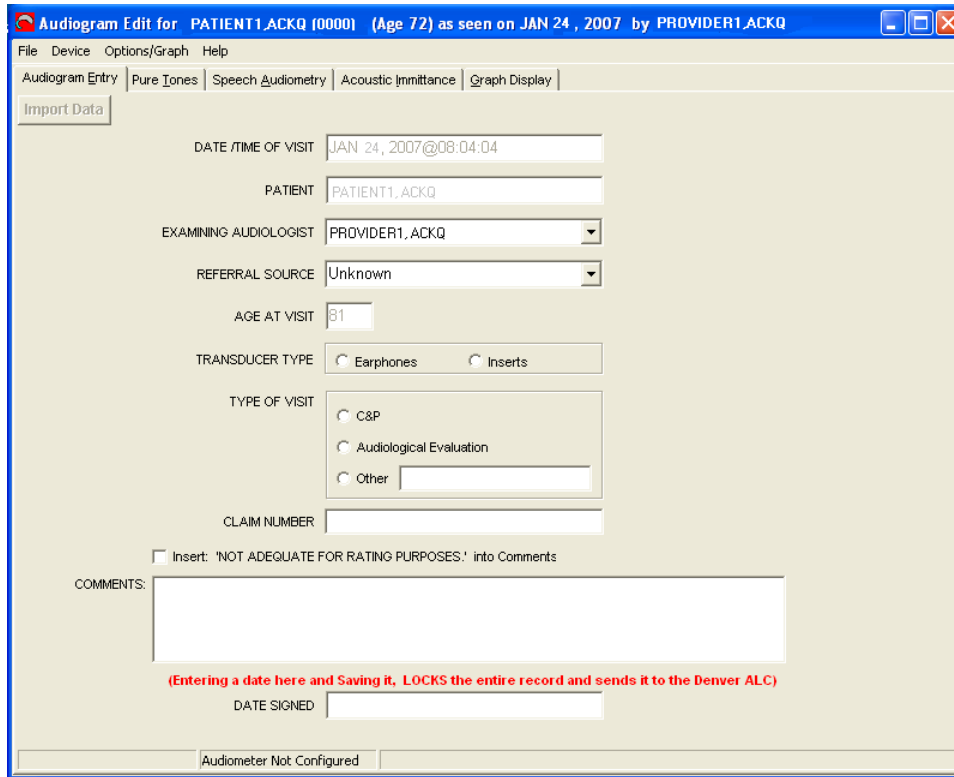 Audiogram Edit for PATIENT1,ACKQ (0000) (Age 72) as seen on JAN 24 , 2007 by PROVIDER1,ACKQ
File Device Options/Graph Help
Audiogram Entry Pure Tones Speech Audiometry Acoustic Immittance Graph Display
Import Data
DATE /TIME OF VISIT JAN 24, 2007@08:04:04
PATIENT PATIENT1, ACKQ
EXAMINING AUDIOLOGIST PROVIDER1, ACKQ
REFERRAL SOURCE Unknown
AGE AT VISIT 81
TRANSDUCER TYPE Earphones Inserts
TYPE OF VISIT
C&P
Audiological Evaluation
Other
CLAIM NUMBER
Insert: 'NOT ADEQUATE FOR RATING PURPOSES.' into Comments
COMMENTS:
(Entering a date here and Saving it, LOCKS the entire record and sends it to the Denver ALC)
DATE SIGNED
Audiometer Not Configured